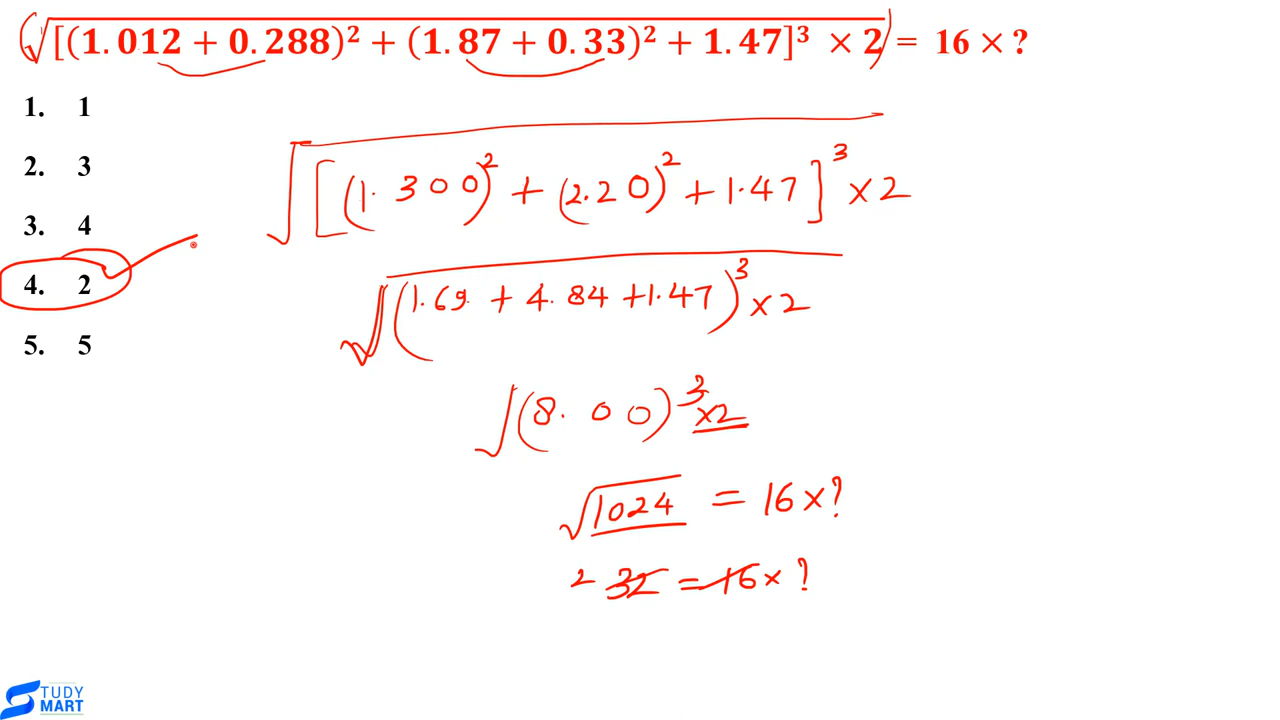 √[(1.012 + 0.288)² + (1.87 + 0.33)² + 1.47]³ × 2 = 16 × ?
1. 1
2. 3
3. 4
4. 2
5. 5
√[(1.300)² + (2.20)² + 1.47]³ × 2
√(1.69 + 4.84 + 1.47)³ × 2
√(8.00)³ × 2
√1024 = 16 × ?
2 32 = 16 × ?
STUDY
MART